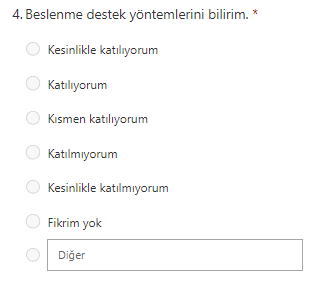 4. Beslenme destek yöntemlerini bilirim. *
Kesinlikle katılıyorum
Katılıyorum
Kısmen katılıyorum
Katılmıyorum
Kesinlikle katılmıyorum
Fikrim yok
Diğer